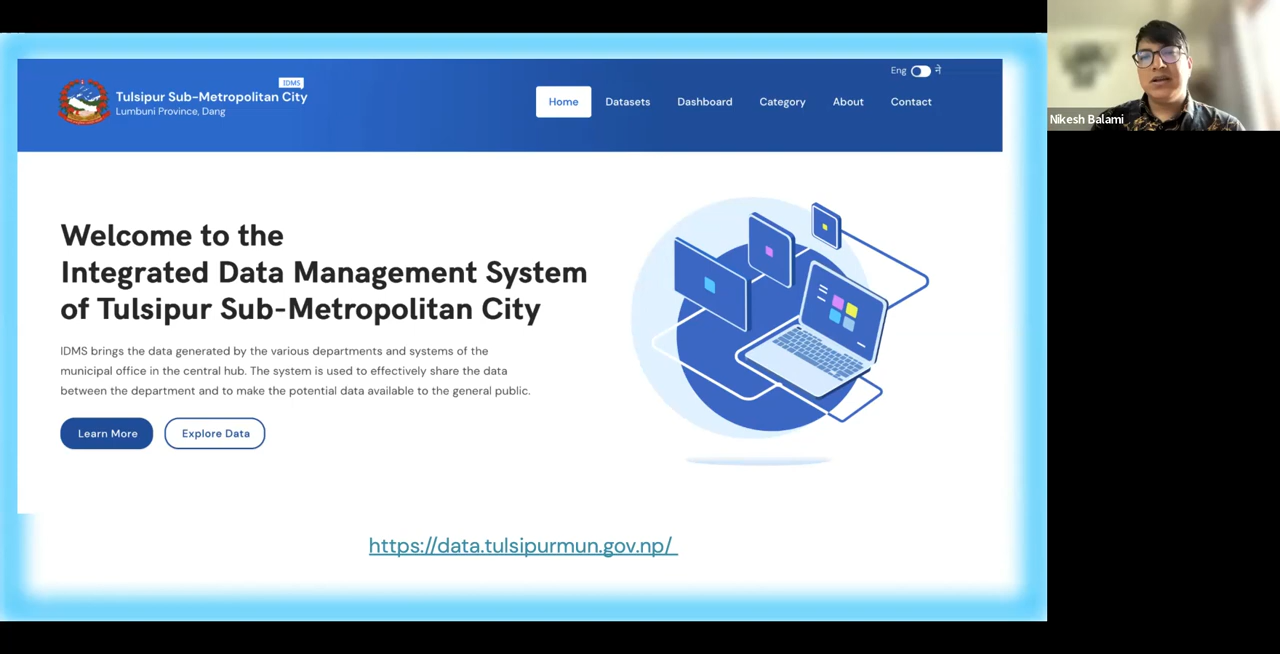 Eng ने
IDMS
Tulsipur Sub-Metropolitan City
Lumbuni Province, Dang
Home Datasets Dashboard Category About Contact
Nikesh Balami
Welcome to the
Integrated Data Management System
of Tulsipur Sub-Metropolitan City
IDMS brings the data generated by the various departments and systems of the
municipal office in the central hub. The system is used to effectively share the data
between the department and to make the potential data available to the general public.
Learn More Explore Data
https://data.tulsipurmun.gov.np/